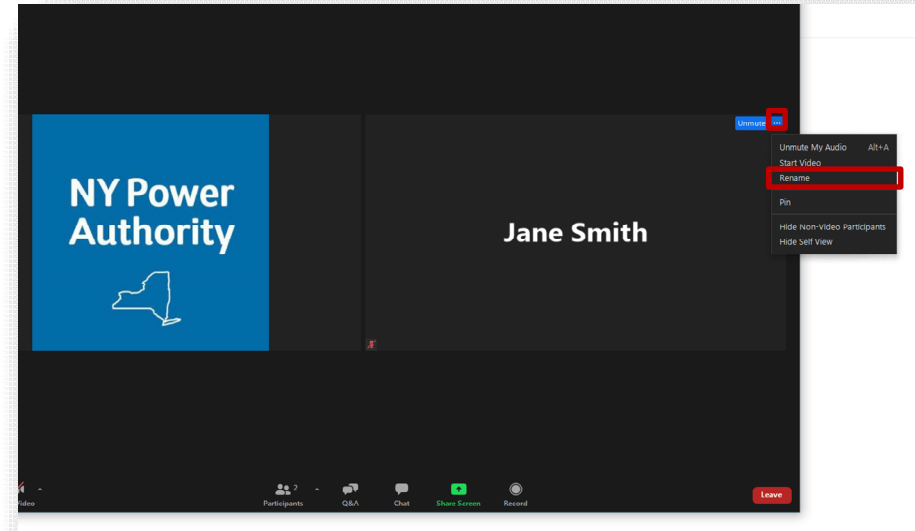 NY Power
Authority
Jane Smith
Unmute ...
Unmute My Audio Alt+A
Start Video
Rename
Pin
Hide Non-Video Participants
Hide Self View
2
Video
Participants
Q&A
Chat
Share Screen
Record
Leave